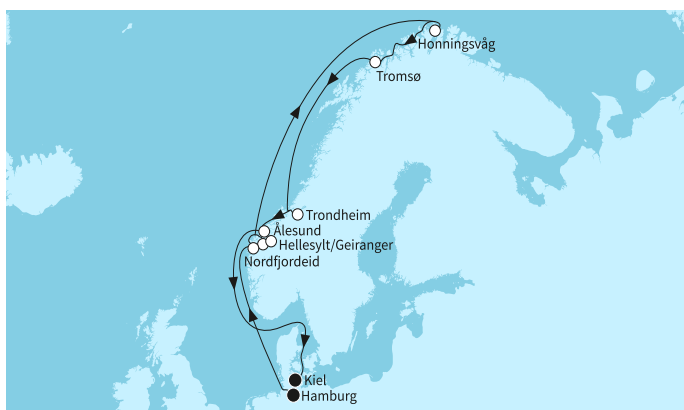 Honningsvåg
Tromsø
Trondheim
Ålesund
Hellesylt/Geiranger
Nordfjordeid
Kiel
Hamburg